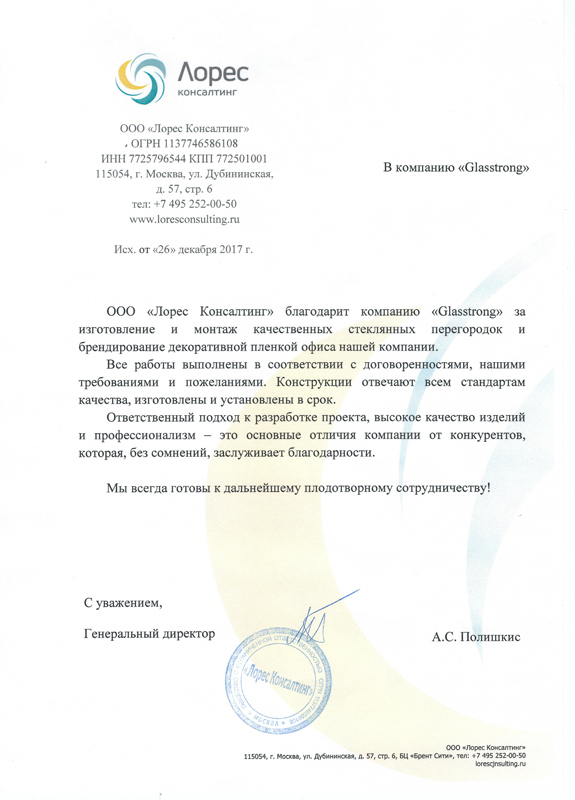 Лорес
консалтинг
ООО «Лорес Консалтинг»
ОГРН 1137746586108
ИНН 7725796544 КПП 772501001
115054, г. Москва, ул. Дубининская,
д. 57, стр. 6
тел: +7 495 252-00-50
www.loresconsulting.ru
Исх. от «26» декабря 2017 г.
В компанию «Glasstrong»
ООО «Лорес Консалтинг» благодарит компанию «Glasstrong» за
изготовление и монтаж качественных стеклянных перегородок и
брендирование декоративной пленкой офиса нашей компании.
Все работы выполнены в соответствии с договоренностями, нашими
требованиями и пожеланиями. Конструкции отвечают всем стандартам
качества, изготовлены и установлены в срок.
Ответственный подход к разработке проекта, высокое качество изделий
и профессионализм – это основные отличия компании от конкурентов,
которая, без сомнений, заслуживает благодарности.
Мы всегда готовы к дальнейшему плодотворному сотрудничеству!
С уважением,
Генеральный директор
А.С. Полишкис
«Лорес Консалтинг»
МОСКВА
ООО «Лорес Консалтинг»
115054, г. Москва, ул. Дубининская, д. 57, стр. 6, БЦ «Брент Сити», тел: +7 495 252-00-50
lorescjnsulting.ru